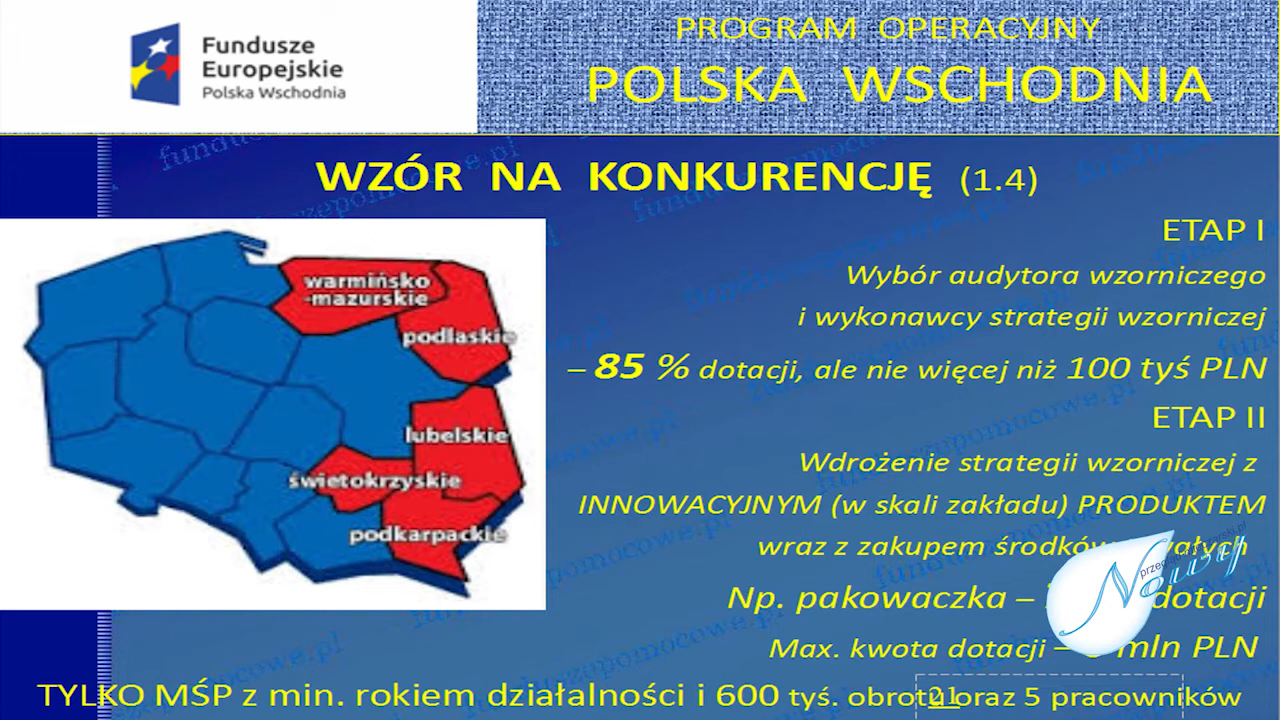 Fundusze
Europejskie
Polska Wschodnia
PROGRAM OPERACYJNY
POLSKA WSCHODNIA
WZÓR NA KONKURENCJĘ (1.4)
warmińsko
-mazurskie
podlaskie
lubelskie
świetokrzyskie
podkarpackie
ETAP I
Wybór audytora wzorniczego
i wykonawcy strategii wzorniczej
– 85 % dotacji, ale nie więcej niż 100 tyś PLN
ETAP II
Wdrożenie strategii wzorniczej z
INNOWACYJNYM (w skali zakładu) PRODUKTEM
wraz z zakupem środków
Np. pakowaczka – dotacji
Max. kwota dotacji – mln PLN
Nowy
TYLKO MŚP z min. rokiem działalności i 600 tyś. obrotu oraz 5 pracowników
21